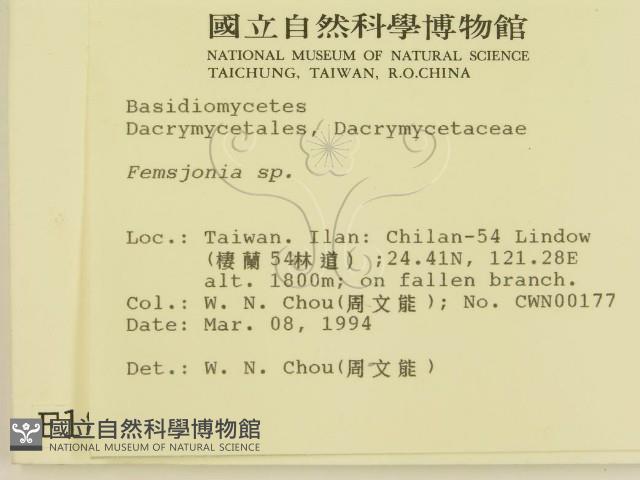 國立自然科學博物館
NATIONAL MUSEUM OF NATURAL SCIENCE
TAICHUNG, TAIWAN, R.O.CHINA
Basidiomycetes
Dacrymycetales, Dacrymycetaceae
Femsjonia sp.
Loc.: Taiwan. Ilan: Chilan-54 Lindow
(棲蘭54林道) ;24.41N, 121.28E
alt. 1800m; on fallen branch.
Col.: W. N. Chou(周文能); No. CWN00177
Date: Mar. 08, 1994
Det.: W. N. Chou(周文能)
國立自然科學博物館
NATIONAL MUSEUM OF NATURAL SCIENCE